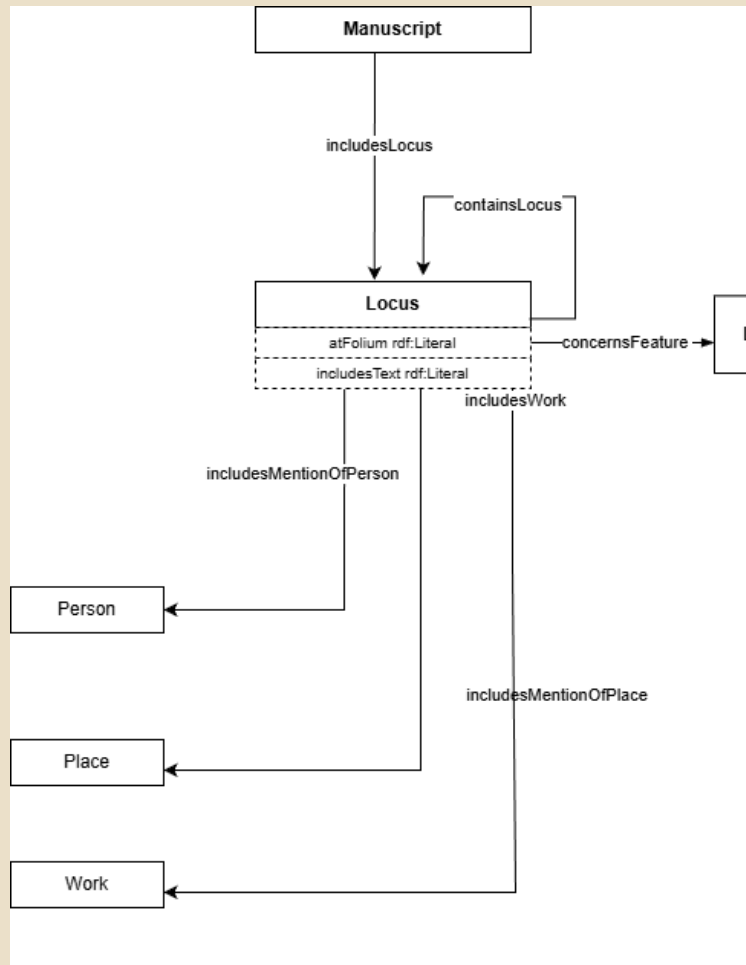 Manuscript
includesLocus
containsLocus
Locus
atFolium rdf:Literal
concernsFeature
includesText rdf:Literal
includesWork
includesMentionOfPerson
Person
includesMentionOfPlace
Place
Work